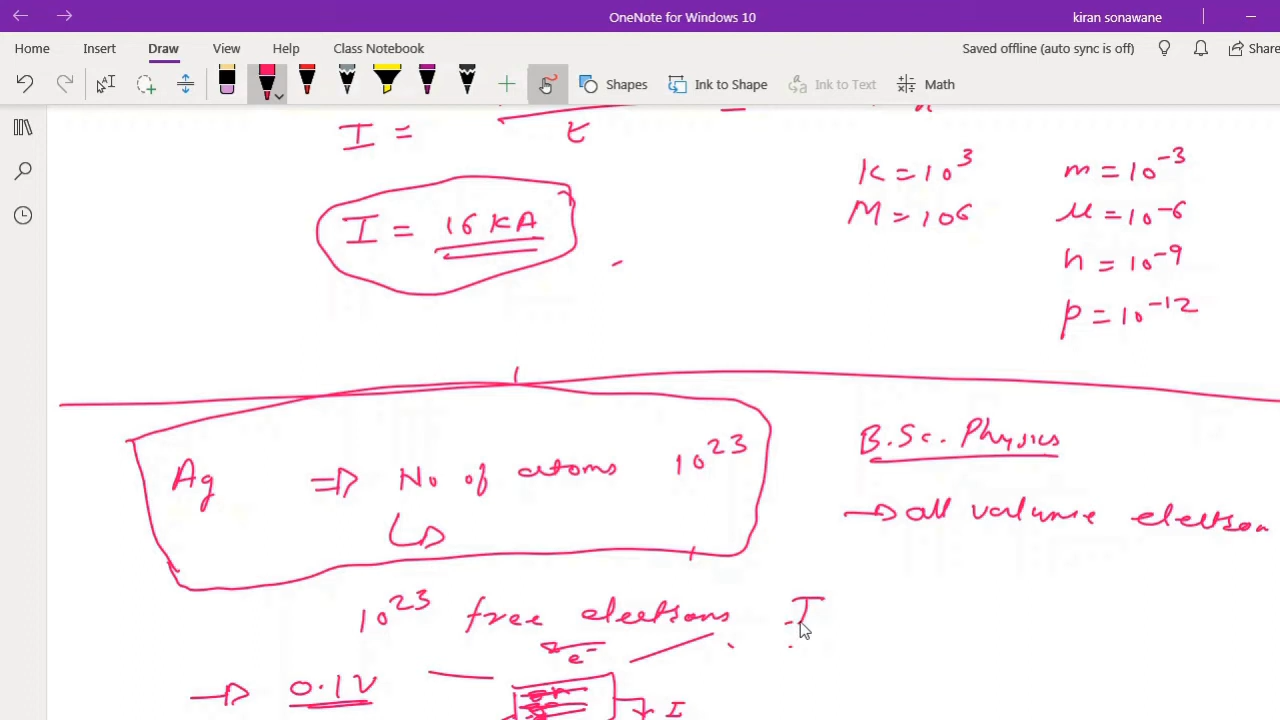 OneNote for Windows 10
kiran sonawane
Home Insert Draw View Help Class Notebook
Saved offline (auto sync is off)
Share
Shapes
Ink to Shape
Ink to Text
Math
I =
t
I = 16 KA
K = 10^3
M = 10^6
m = 10^-3
μ = 10^-6
n = 10^-9
p = 10^-12
Ag ⇒ No of atoms 10^23
B.Sc. Physics
→ all valance electron
10^23 free electrons I
e-
→ 0.1V
I